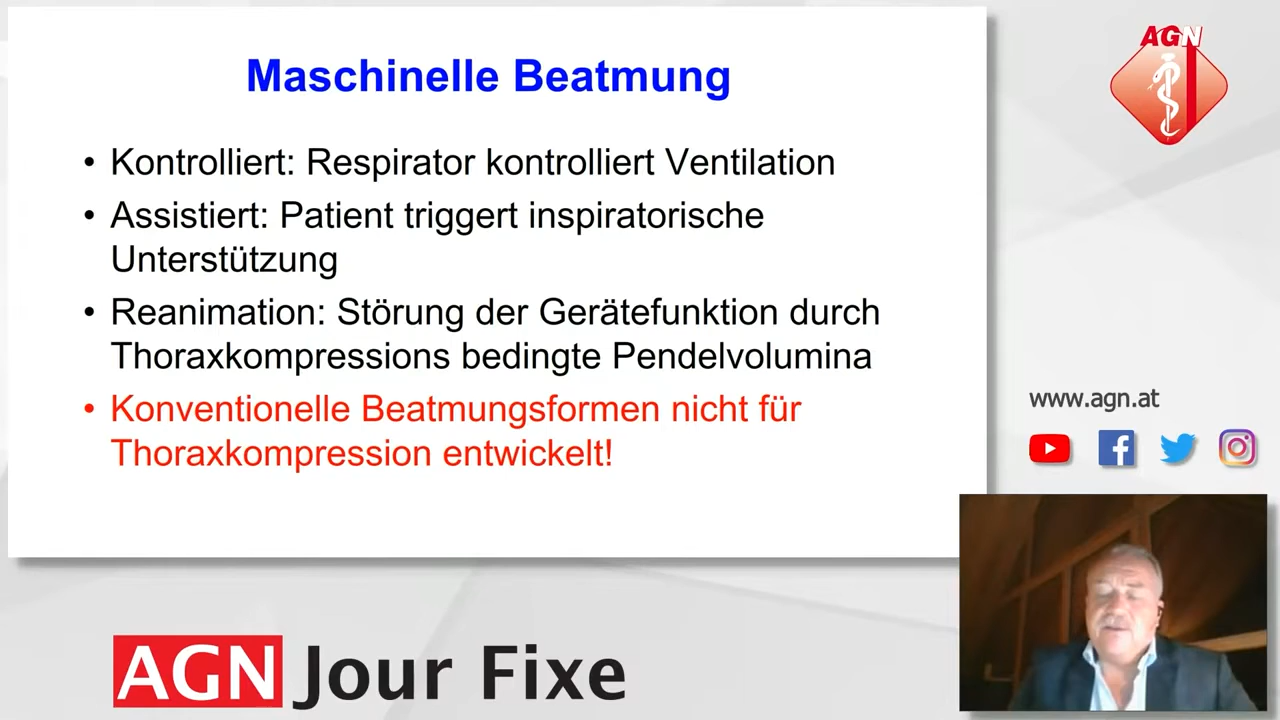 Maschinelle Beatmung
• Kontrolliert: Respirator kontrolliert Ventilation
• Assistiert: Patient triggert inspiratorische
Unterstützung
• Reanimation: Störung der Gerätefunktion durch
Thoraxkompressions bedingte Pendelvolumina
• Konventionelle Beatmungsformen nicht für
Thoraxkompression entwickelt!
AGN
www.agn.at
AGN Jour Fixe